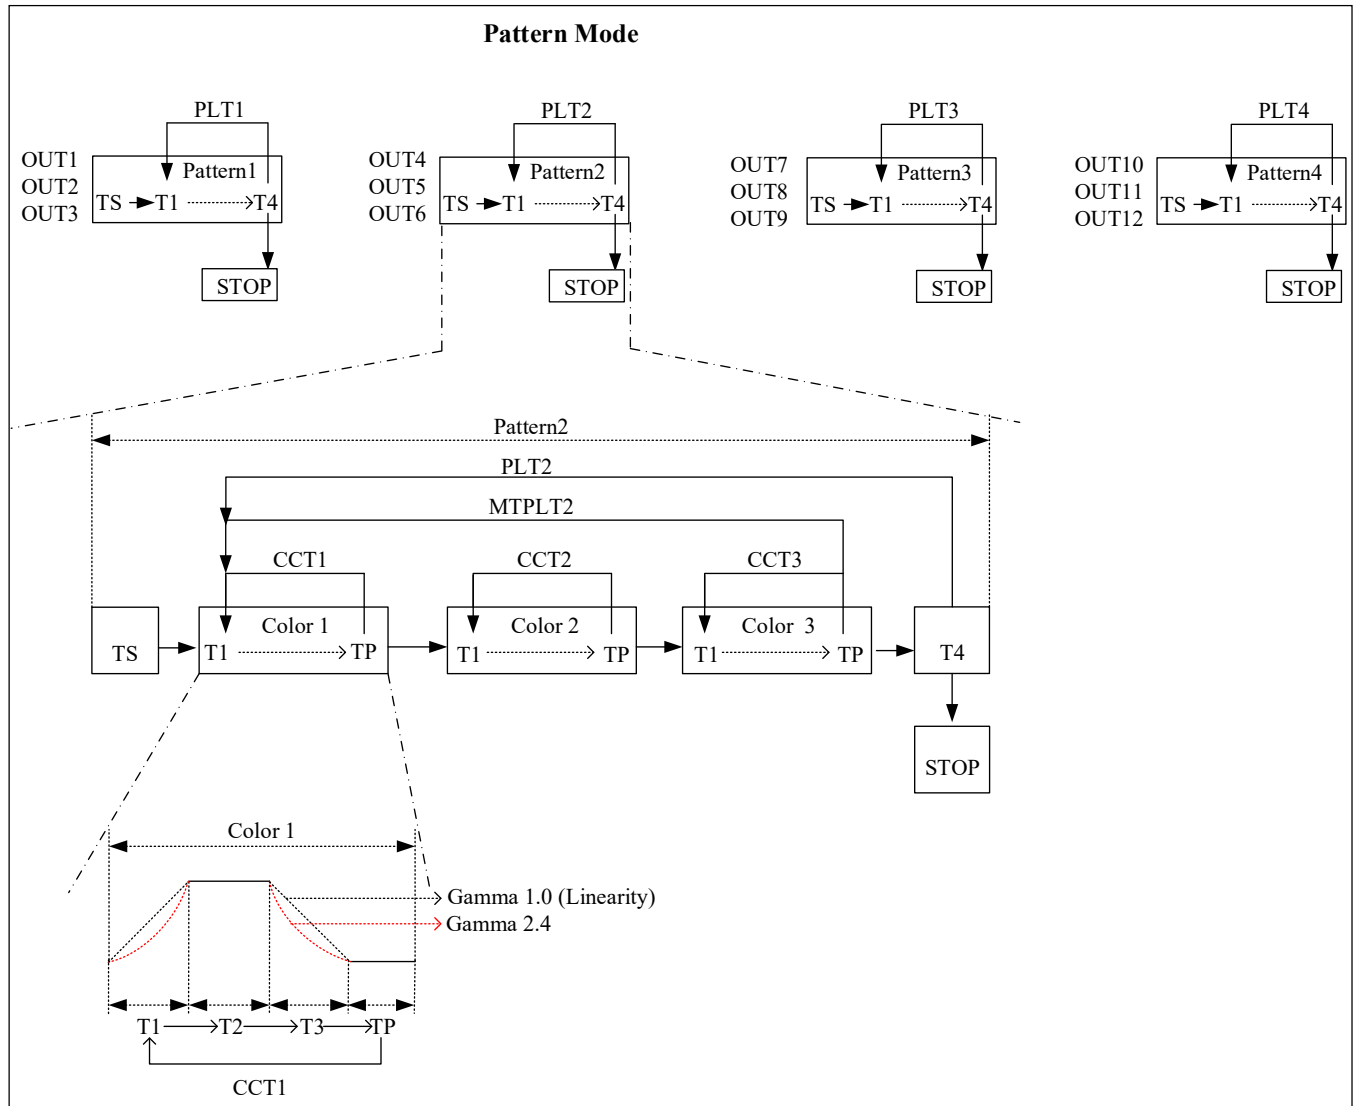 Pattern Mode
PLT1
PLT2
PLT3
PLT4
OUT1
OUT2
OUT3
Pattern1
TS T1 T4
STOP
OUT4
OUT5
OUT6
Pattern2
TS T1 T4
STOP
OUT7
OUT8
OUT9
Pattern3
TS T1 T4
STOP
OUT10
OUT11
OUT12
Pattern4
TS T1 T4
STOP
Pattern2
PLT2
MTPLT2
CCT1
CCT2
CCT3
TS
Color 1
T1 TP
Color 2
T1 TP
Color 3
T1 TP
T4
STOP
Color 1
Gamma 1.0 (Linearity)
Gamma 2.4
T1 T2 T3 TP
CCT1